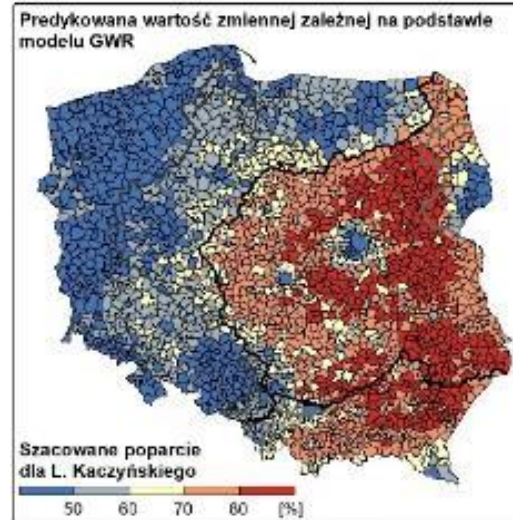 Predykowana wartość zmiennej zależnej na podstawie
modelu GWR
Szacowane poparcie
dla L. Kaczyńskiego
50 60 70 80 [%]